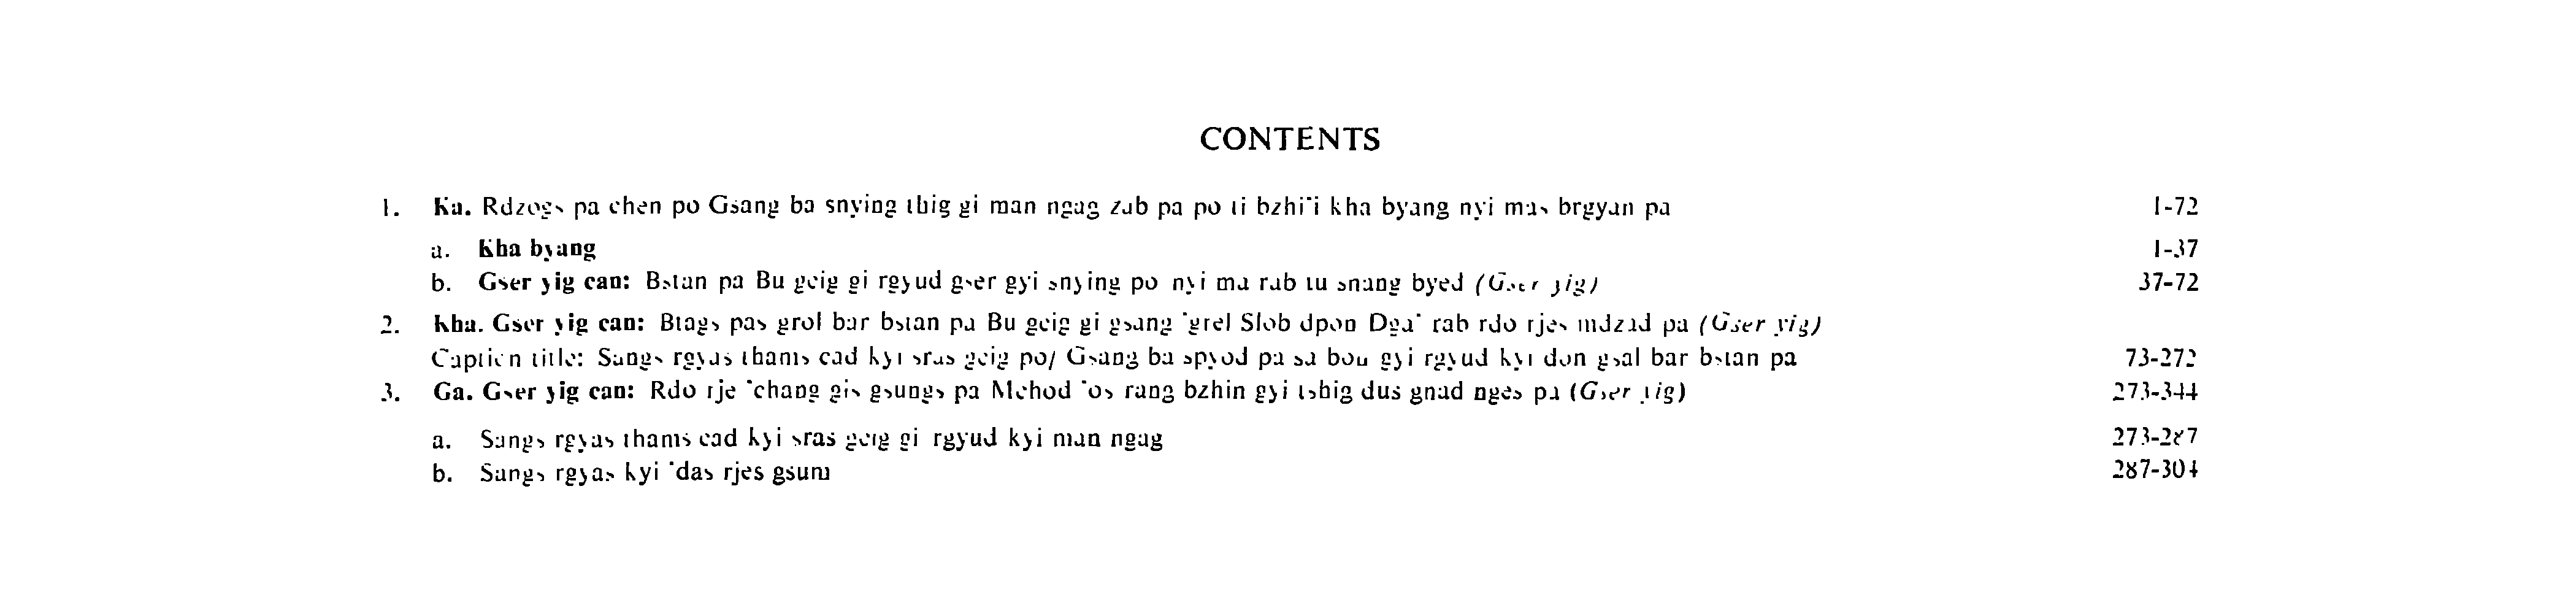 CONTENTS
1. Ka. Rdzogs pa chen po Gsang ba snying thig gi man ngag zab pa po ti bzhi'i kha byang nyi mas brgyan pa 1-72
a. Kha byang 1-37
b. Gser yig can: Bstan pa Bu gcig gi rgyud gser gyi snying po nyi ma rab tu snang byed (Gser yig) 37-72
2. Kha. Gser yig can: Btags pas grol bar bstan pa Bu gcig gi gsang 'grel Slob dpon Dga' rab rdo rjes mdzad pa (Gser yig)
Caption title: Sangs rgyas thams cad kyi sras gcig po/ Gsang ba spyod pa sa bon gyi rgyud kyi don gsal bar bstan pa 73-272
3. Ga. Gser yig can: Rdo rje 'chang gis gsungs pa Mchod 'os rang bzhin gyi tshig dus gnad nges pa (Gser yig) 273-344
a. Sangs rgyas thams cad kyi sras gcig gi rgyud kyi man ngag 273-287
b. Sangs rgyas kyi 'das rjes gsum 287-304